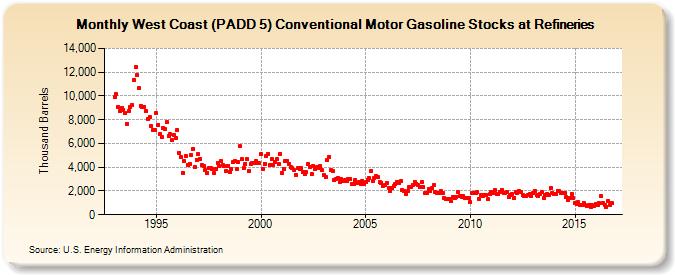 Monthly West Coast (PADD 5) Conventional Motor Gasoline Stocks at Refineries
Thousand Barrels
14,000
12,000
10,000
8,000
6,000
4,000
2,000
0
1995 2000 2005 2010 2015
Source: U.S. Energy Information Administration